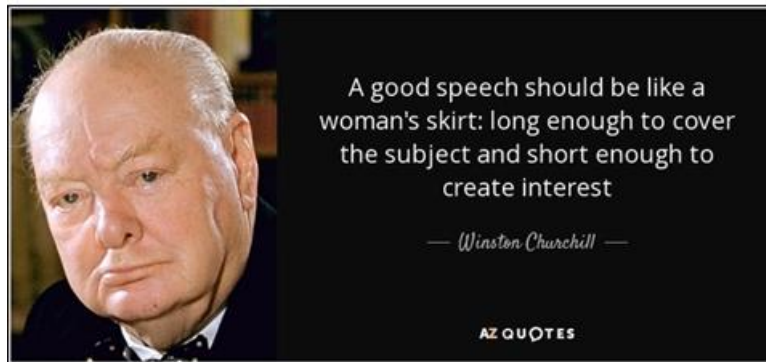 A good speech should be like a
woman's skirt: long enough to cover
the subject and short enough to
create interest
— Winston Churchill —
AZ QUOTES